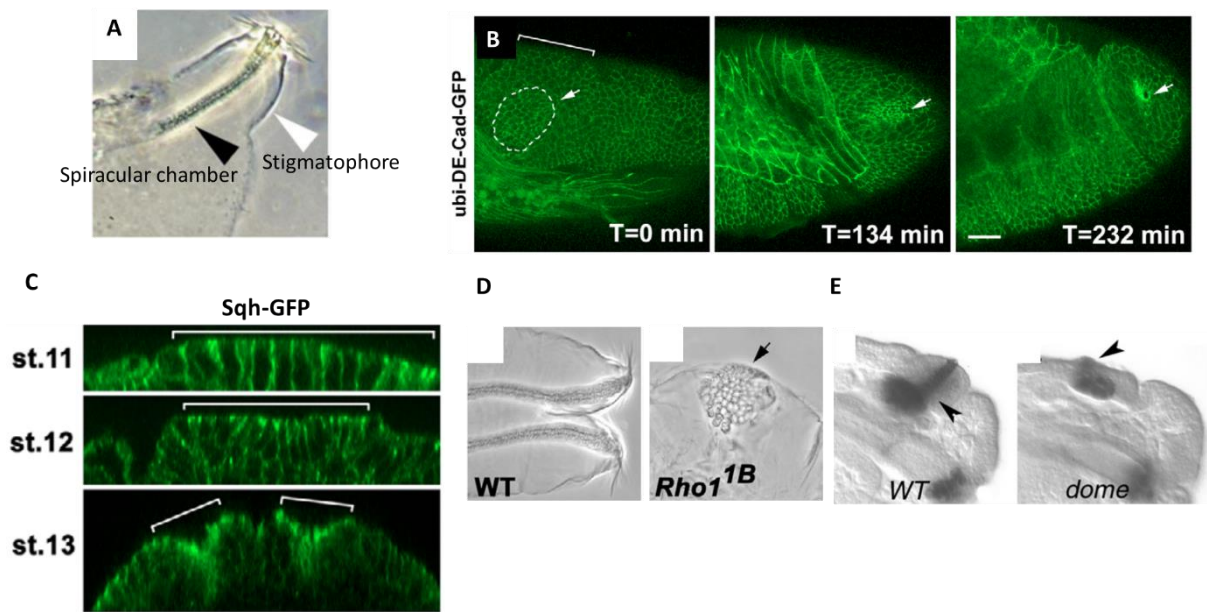 A
Spiracular chamber
Stigmatophore
B
ubi-DE-Cad-GFP
T=0 min
T=134 min
T=232 min
C
Sqh-GFP
st.11
st.12
st.13
D
WT
Rho1 1B
E
WT
dome